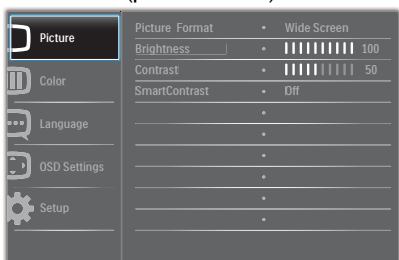 Picture
Color
Language
OSD Settings
Setup
Picture Format • Wide Screen
Brightness • 100
Contrast • 50
SmartContrast • Off